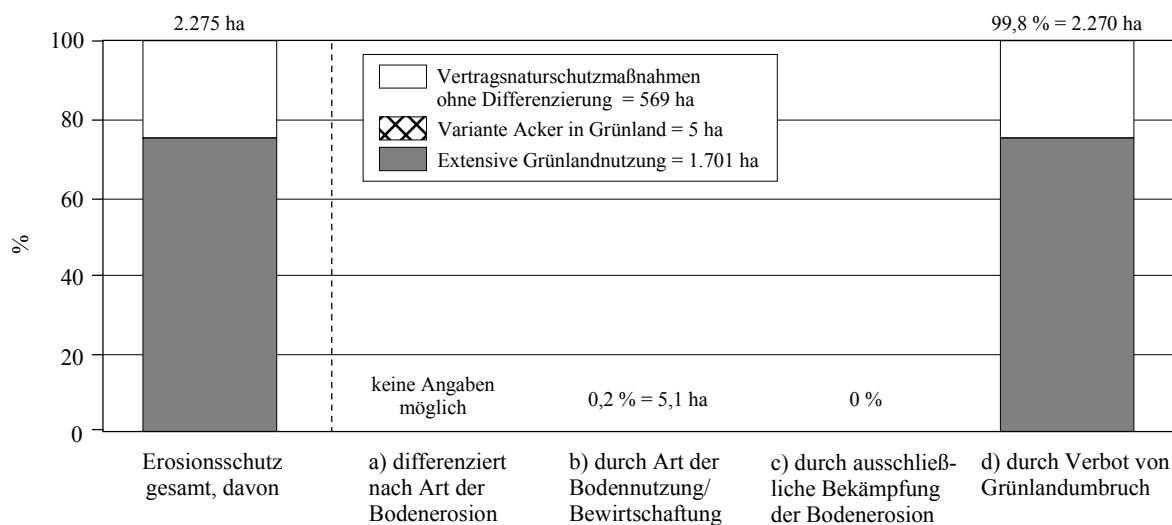 2.275 ha
99,8 % = 2.270 ha
100
80
60
40
20
0
%
Vertragsnaturschutzmaßnahmen
ohne Differenzierung = 569 ha
Variante Acker in Grünland = 5 ha
Extensive Grünlandnutzung = 1.701 ha
keine Angaben
möglich
0,2 % = 5,1 ha
0 %
Erosionsschutz
gesamt, davon
a) differenziert
nach Art der
Bodenerosion
b) durch Art der
Bodennutzung/
Bewirtschaftung
c) durch ausschließ-
liche Bekämpfung
der Bodenerosion
d) durch Verbot von
Grünlandumbruch